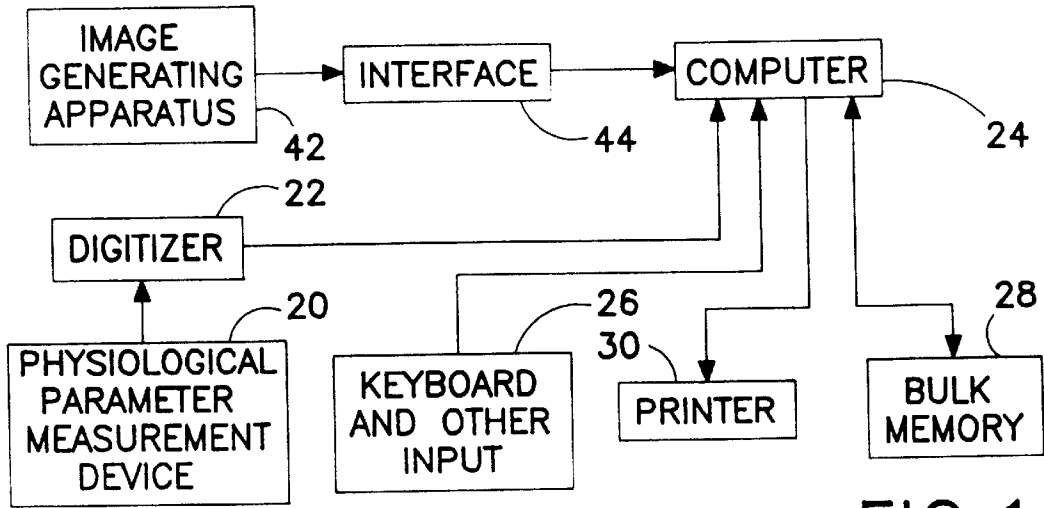 IMAGE
GENERATING
APPARATUS
42
INTERFACE
44
COMPUTER
24
22
DIGITIZER
20
PHYSIOLOGICAL
PARAMETER
MEASUREMENT
DEVICE
26
KEYBOARD
AND OTHER
INPUT
30
PRINTER
28
BULK
MEMORY